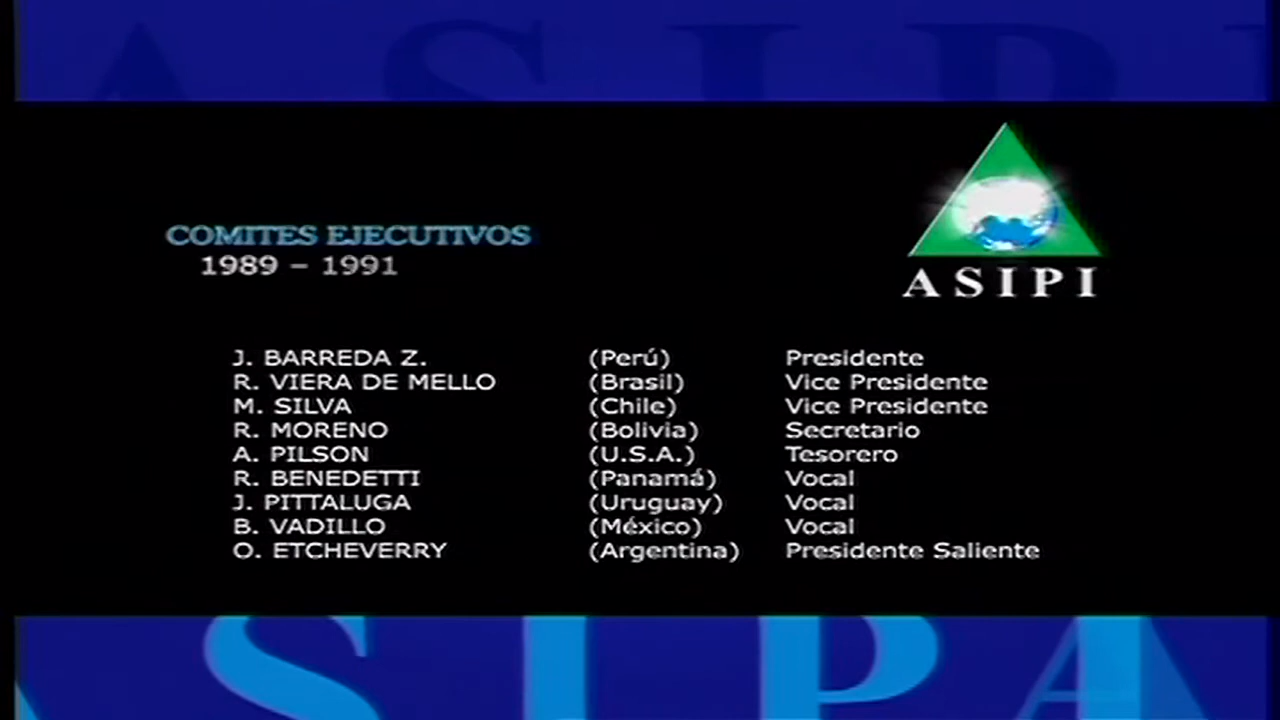 A S I P I
COMITES EJECUTIVOS
1989 – 1991
ASIPI
J. BARREDA Z. (Perú) Presidente
R. VIERA DE MELLO (Brasil) Vice Presidente
M. SILVA (Chile) Vice Presidente
R. MORENO (Bolivia) Secretario
A. PILSON (U.S.A.) Tesorero
R. BENEDETTI (Panamá) Vocal
J. PITTALUGA (Uruguay) Vocal
B. VADILLO (México) Vocal
O. ETCHEVERRY (Argentina) Presidente Saliente
A S I P A